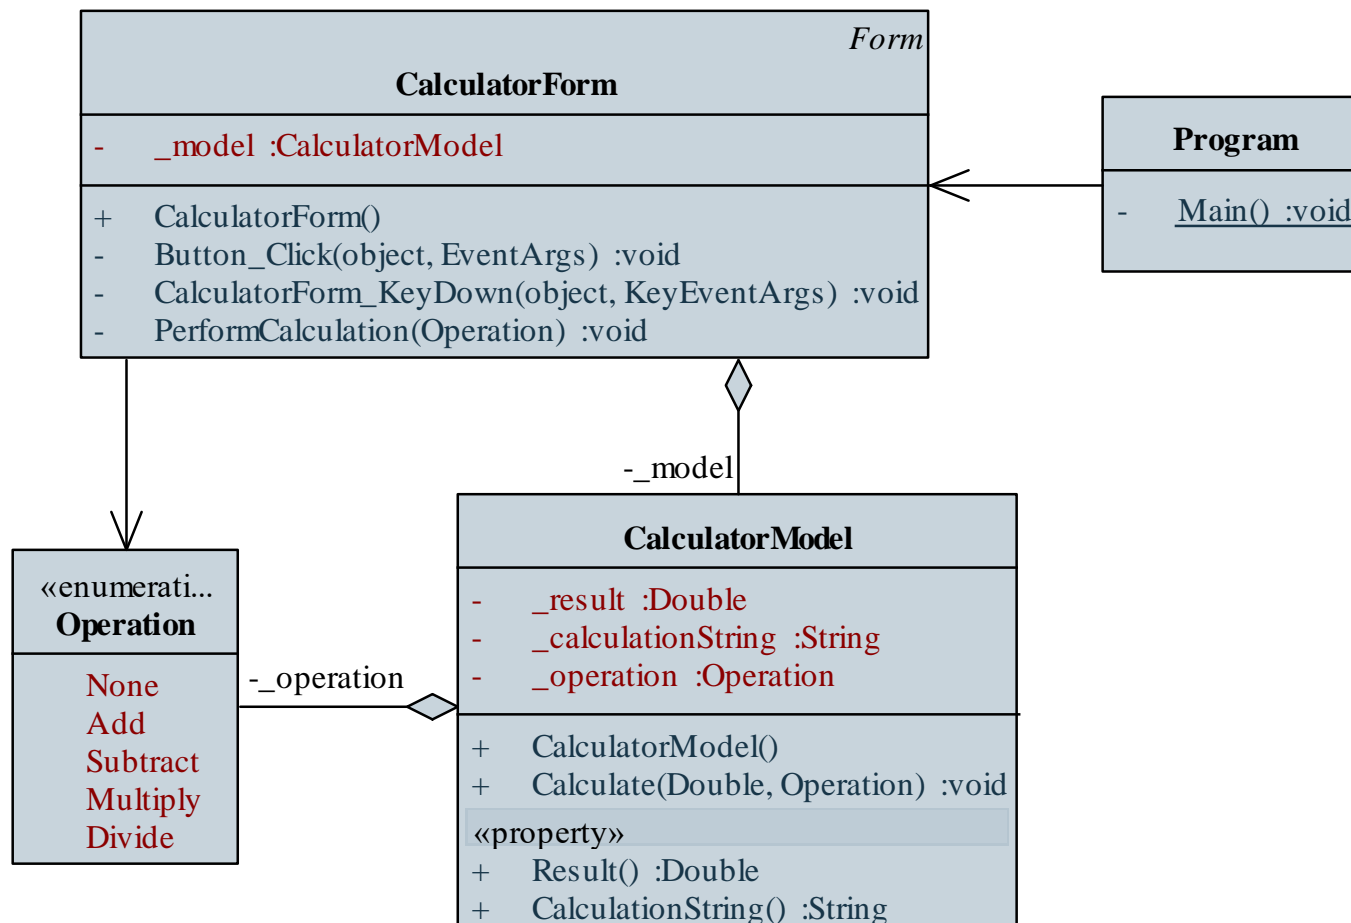 Form
CalculatorForm
- _model :CalculatorModel
+ CalculatorForm()
- Button_Click(object, EventArgs) :void
- CalculatorForm_KeyDown(object, KeyEventArgs) :void
- PerformCalculation(Operation) :void
Program
- Main() :void
-_model
«enumerati...
Operation
None
Add
Subtract
Multiply
Divide
-_operation
CalculatorModel
- _result :Double
- _calculationString :String
- _operation :Operation
+ CalculatorModel()
+ Calculate(Double, Operation) :void
«property»
+ Result() :Double
+ CalculationString() :String